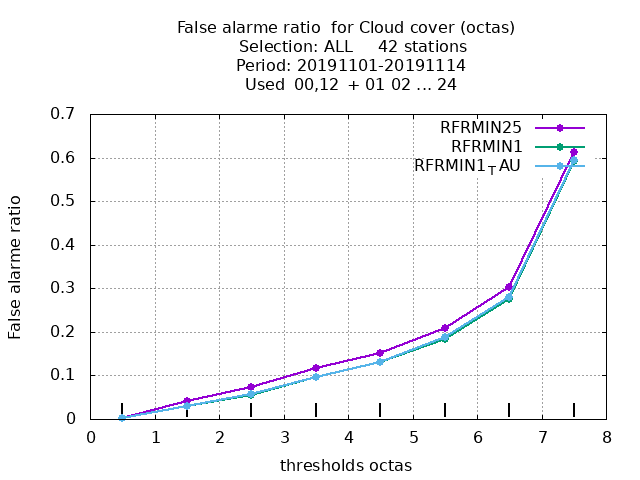 False alarme ratio  for Cloud cover (octas)
Selection: ALL     42 stations
Period: 20191101-20191114
Used  00,12  + 01 02 ... 24
0.7
RFRMIN25
RFRMIN1
RFRMIN1TAU
0.6
0.5
0.4
0.3
0.2
0.1
0
False alarme ratio
0 1 2 3 4 5 6 7 8
thresholds octas